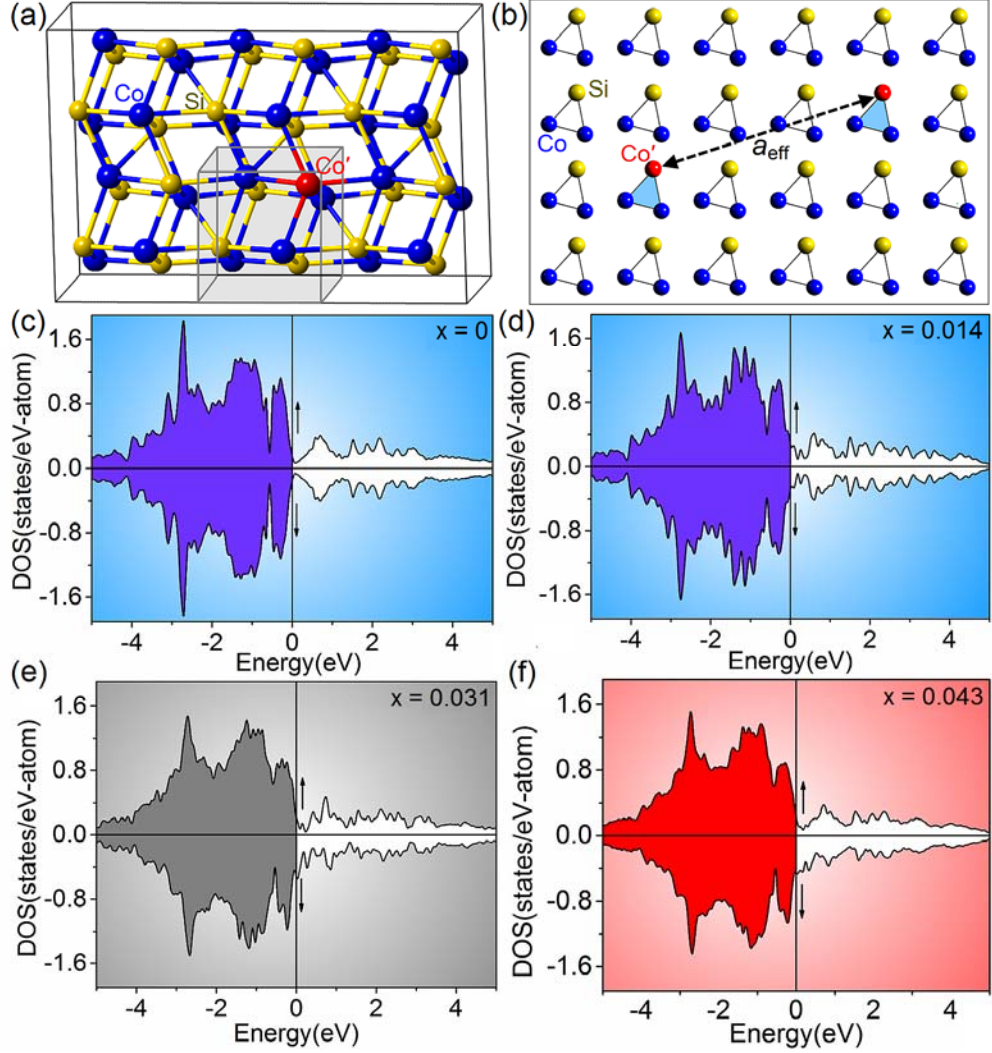 (a)
Co
Si
Co′
(b)
Si
Co
Co′
a_eff
(c)
x = 0
DOS(states/eV-atom)
1.6
0.8
0.0
-0.8
-1.6
-4
-2
0
2
4
Energy(eV)
(d)
x = 0.014
DOS(states/eV-atom)
1.6
0.8
0.0
-0.8
-1.6
-4
-2
0
2
4
Energy(eV)
(e)
x = 0.031
DOS(states/eV-atom)
1.6
0.8
0.0
-0.8
-1.6
-4
-2
0
2
4
Energy(eV)
(f)
x = 0.043
DOS(states/eV-atom)
1.6
0.8
0.0
-0.8
-1.6
-4
-2
0
2
4
Energy(eV)